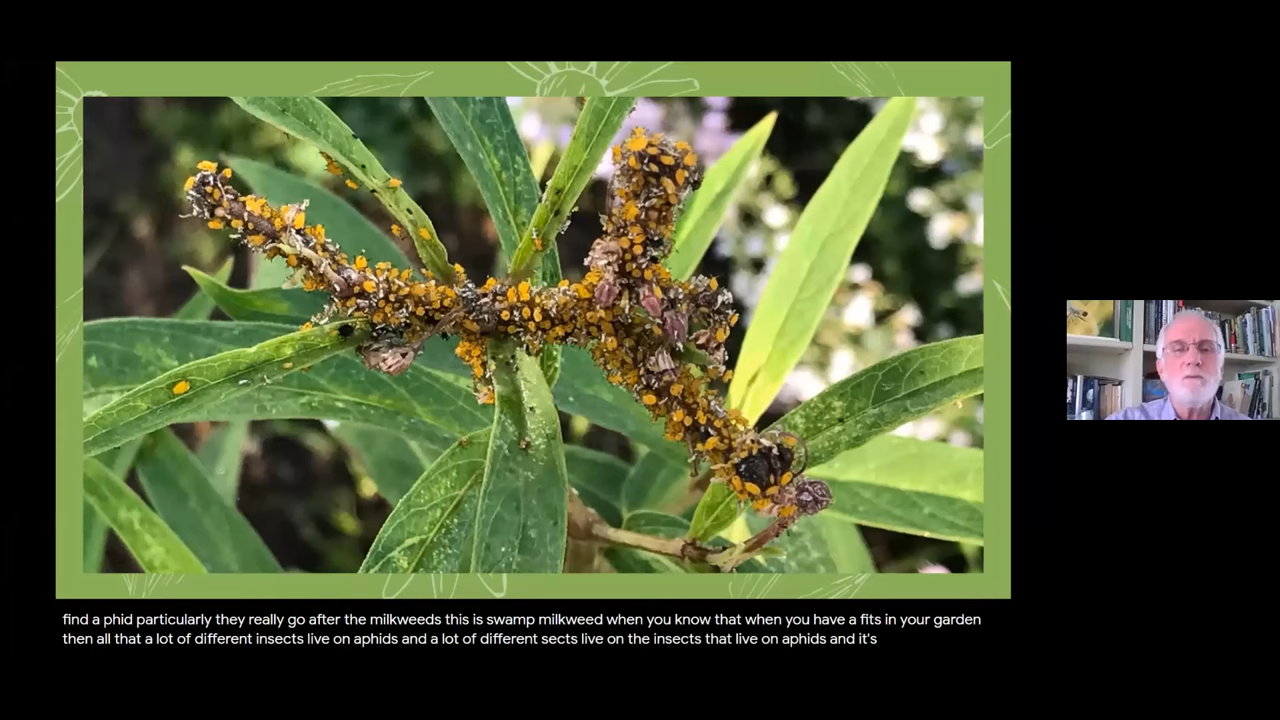 find a phid particularly they really go after the milkweeds this is swamp milkweed when you know that when you have a fits in your garden
then all that a lot of different insects live on aphids and a lot of different sects live on the insects that live on aphids and it's